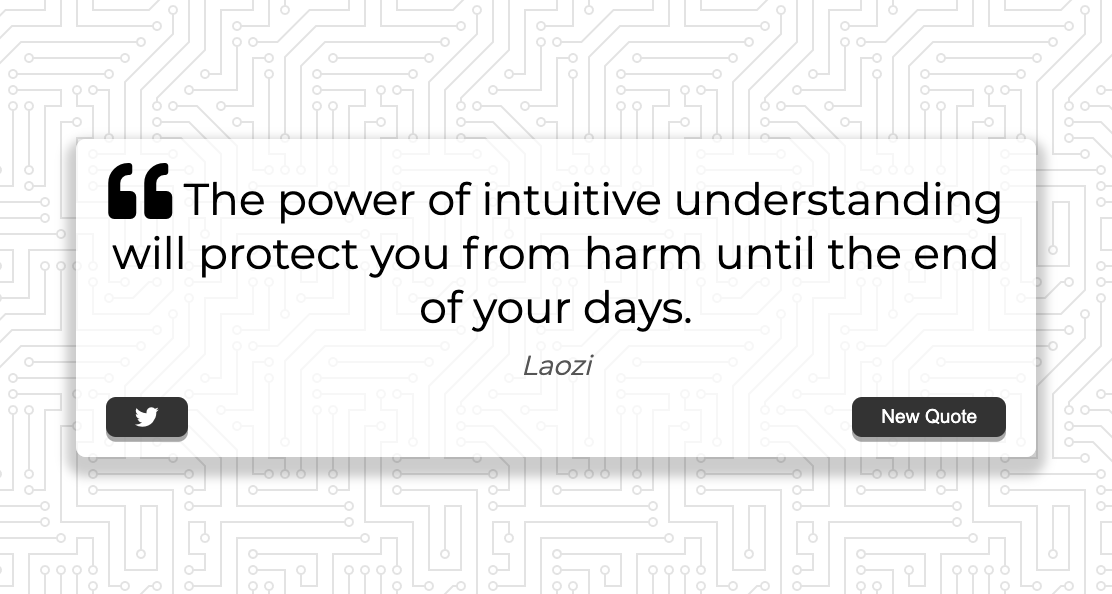 “ The power of intuitive understanding
will protect you from harm until the end
of your days.
Laozi
New Quote